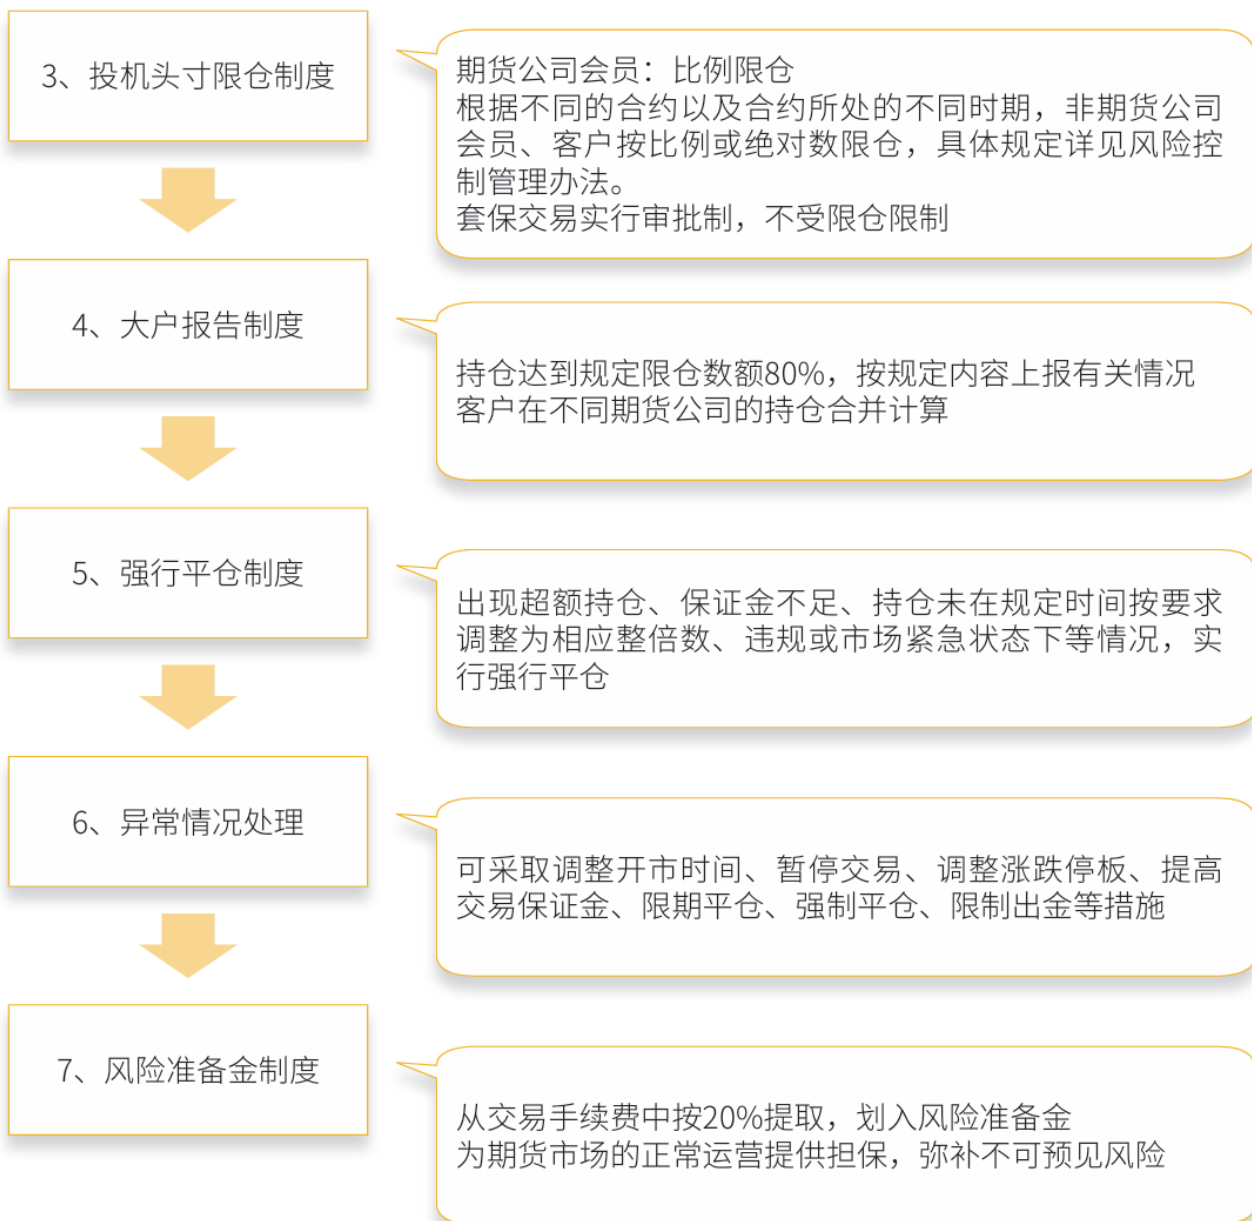 3、投机头寸限仓制度
期货公司会员：比例限仓
根据不同的合约以及合约所处的不同时期，非期货公司
会员、客户按比例或绝对数限仓，具体规定详见风险控
制管理办法。
套保交易实行审批制，不受限仓限制
4、大户报告制度
持仓达到规定限仓数额80%，按规定内容上报有关情况
客户在不同期货公司的持仓合并计算
5、强行平仓制度
出现超额持仓、保证金不足、持仓未在规定时间按要求
调整为相应整倍数、违规或市场紧急状态下等情况，实
行强行平仓
6、异常情况处理
可采取调整开市时间、暂停交易、调整涨跌停板、提高
交易保证金、限期平仓、强制平仓、限制出金等措施
7、风险准备金制度
从交易手续费中按20%提取，划入风险准备金
为期货市场的正常运营提供担保，弥补不可预见风险